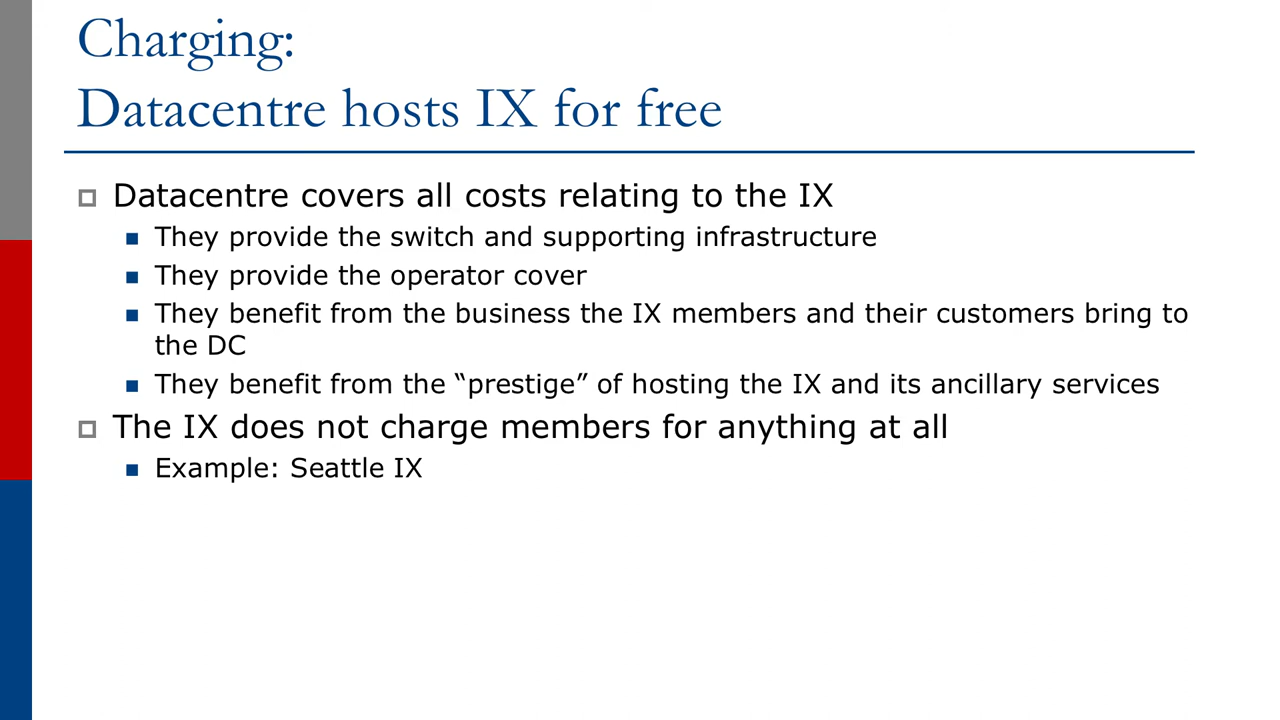 Charging:
Datacentre hosts IX for free
Datacentre covers all costs relating to the IX
They provide the switch and supporting infrastructure
They provide the operator cover
They benefit from the business the IX members and their customers bring to
the DC
They benefit from the “prestige” of hosting the IX and its ancillary services
The IX does not charge members for anything at all
Example: Seattle IX